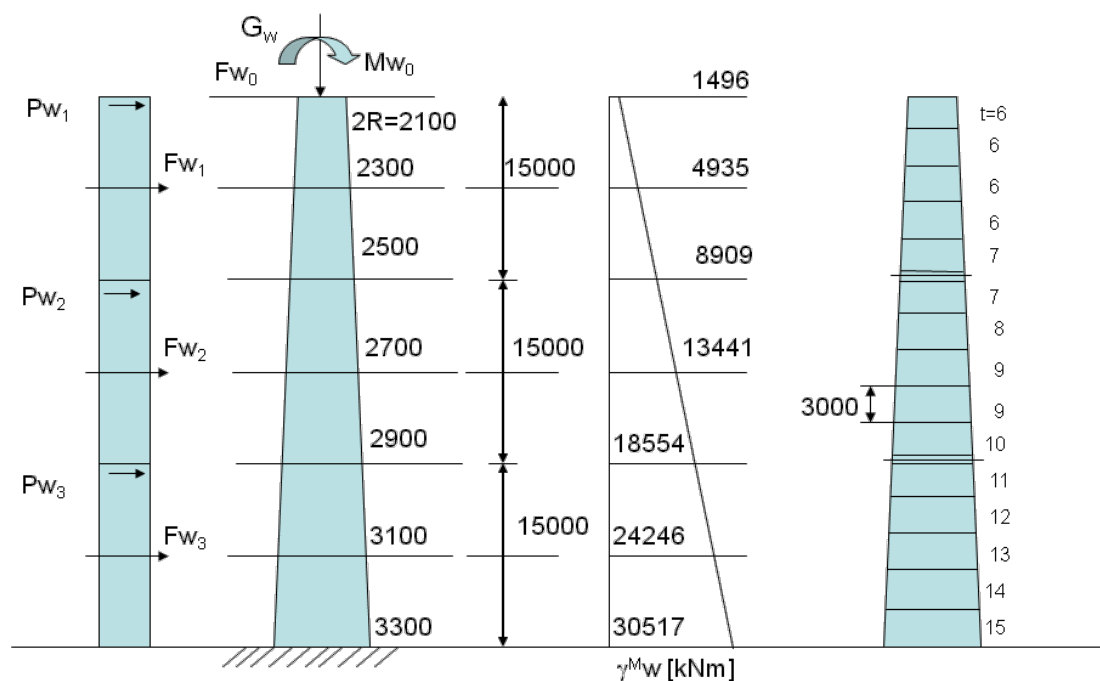 Gw
Fw₀
Mw₀
Pw₁
Fw₁
Pw₂
Fw₂
Pw₃
Fw₃
2R=2100
2300
2500
2700
2900
3100
3300
15000
15000
15000
1496
4935
8909
13441
18554
24246
30517
γᴹw [kNm]
3000
t=6
6
6
6
7
7
8
9
9
10
11
12
13
14
15